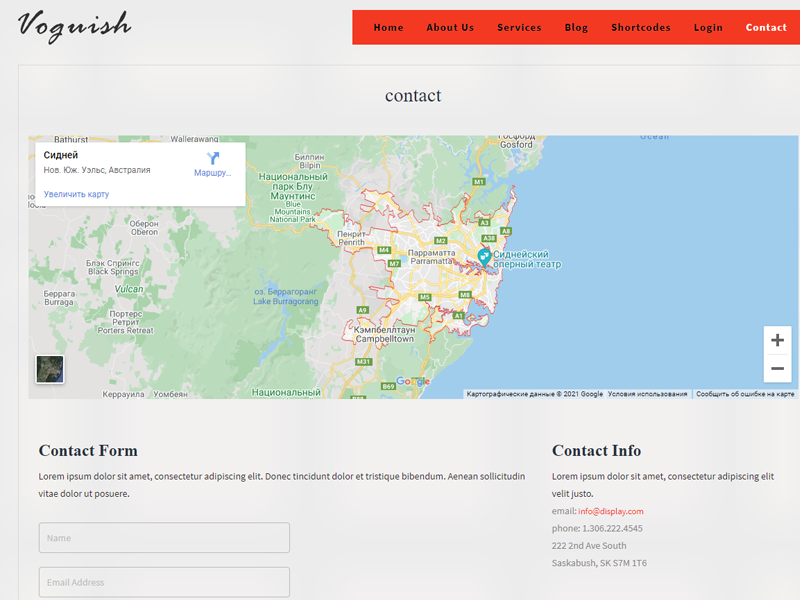 Voguish
Home About Us Services Blog Shortcodes Login Contact
contact
Bathurst
Wallerawang
Gosford
Ocean
Сидней
Нов. Юж. Уэльс, Австралия
Маршру...
Увеличить карту
Билпин
Bilpin
Национальный
парк Блу
Маунтинс
Blue
Mountains
National Park
M1
Оберон
Oberon
Пенрит
Penrith
A3
A8
A38
M2
M4
M7
Парраматта
Parramatta
Сиднейский
оперный театр
Блэк Спрингс
Black Springs
Vulcan
Беррага
Burraga
оз. Беррагоранг
Lake Burragorang
M5
M8
A1
A9
Портерс
Ретрит
Porters Retreat
Кэмпбеллтаун
Campbelltown
M31
B69
Google
Керрауила
Уомбеян
Национальный
Картографические данные © 2021 Google Условия использования Сообщить об ошибке на карте
Contact Form
Lorem ipsum dolor sit amet, consectetur adipiscing elit. Donec tincidunt dolor et tristique bibendum. Aenean sollicitudin
vitae dolor ut posuere.
Name
Email Address
Contact Info
Lorem ipsum dolor sit amet, consectetur adipiscing elit
velit justo.
email: info@display.com
phone: 1.306.222.4545
222 2nd Ave South
Saskabush, SK S7M 1T6